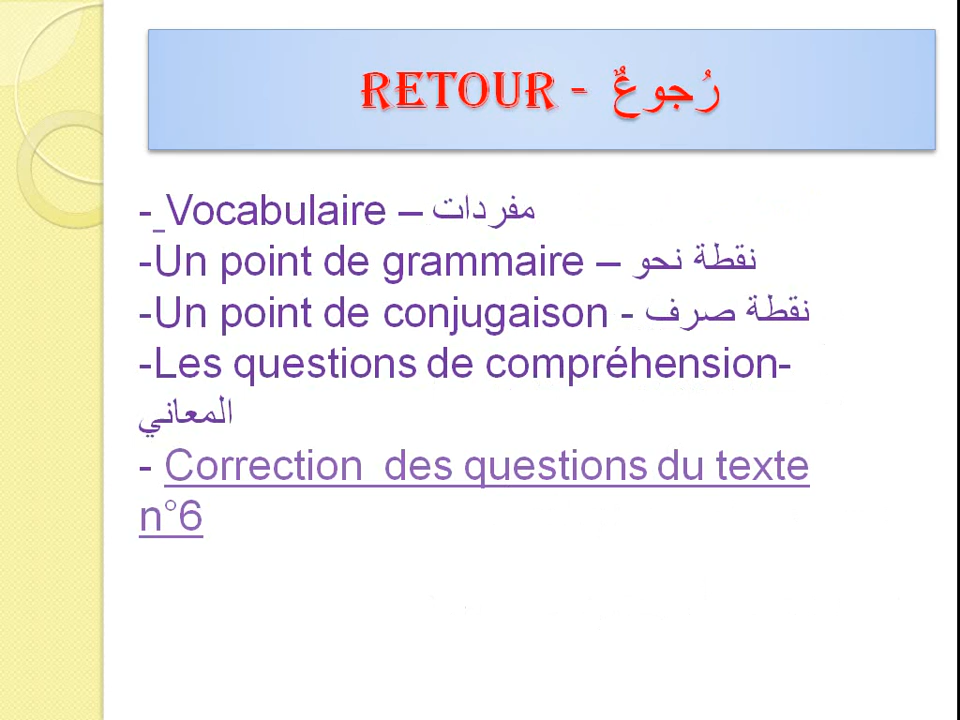 RETOUR - رُجوعٌ
- Vocabulaire – مفردات
-Un point de grammaire – نقطة نحو
-Un point de conjugaison - نقطة صرف
-Les questions de compréhension-
المعاني
- Correction des questions du texte
n°6